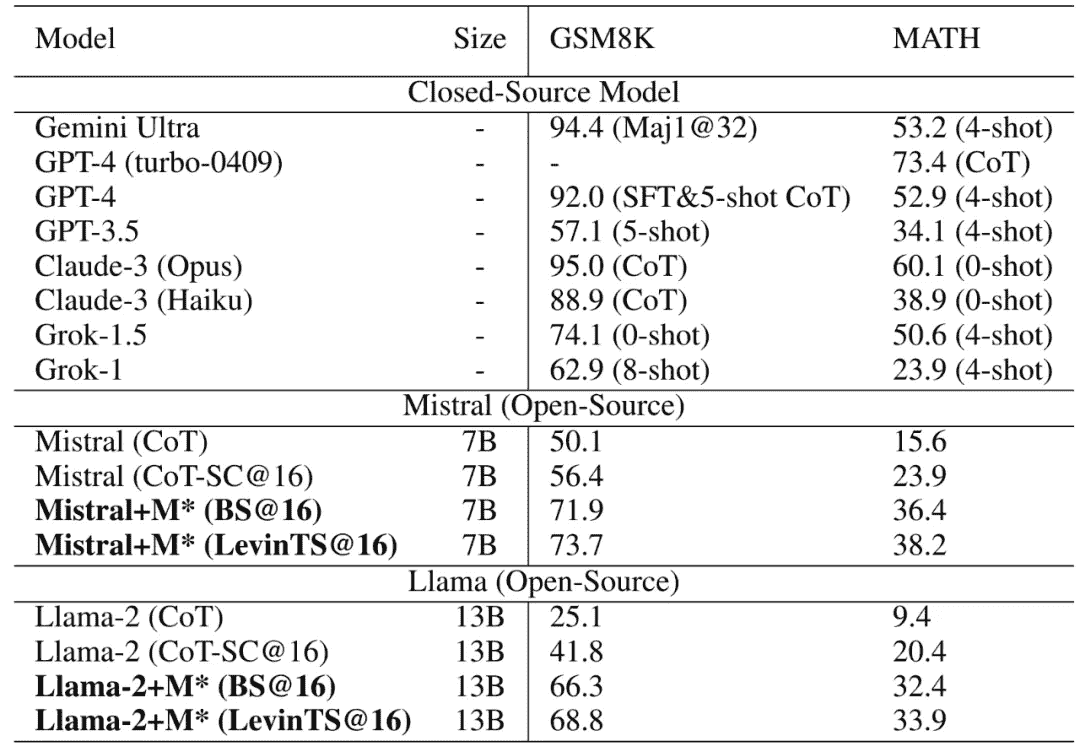 Model Size GSM8K MATH
Closed-Source Model
Gemini Ultra - 94.4 (Maj1@32) 53.2 (4-shot)
GPT-4 (turbo-0409) - - 73.4 (CoT)
GPT-4 - 92.0 (SFT&5-shot CoT) 52.9 (4-shot)
GPT-3.5 - 57.1 (5-shot) 34.1 (4-shot)
Claude-3 (Opus) - 95.0 (CoT) 60.1 (0-shot)
Claude-3 (Haiku) - 88.9 (CoT) 38.9 (0-shot)
Grok-1.5 - 74.1 (0-shot) 50.6 (4-shot)
Grok-1 - 62.9 (8-shot) 23.9 (4-shot)
Mistral (Open-Source)
Mistral (CoT) 7B 50.1 15.6
Mistral (CoT-SC@16) 7B 56.4 23.9
Mistral+M* (BS@16) 7B 71.9 36.4
Mistral+M* (LevinTS@16) 7B 73.7 38.2
Llama (Open-Source)
Llama-2 (CoT) 13B 25.1 9.4
Llama-2 (CoT-SC@16) 13B 41.8 20.4
Llama-2+M* (BS@16) 13B 66.3 32.4
Llama-2+M* (LevinTS@16) 13B 68.8 33.9